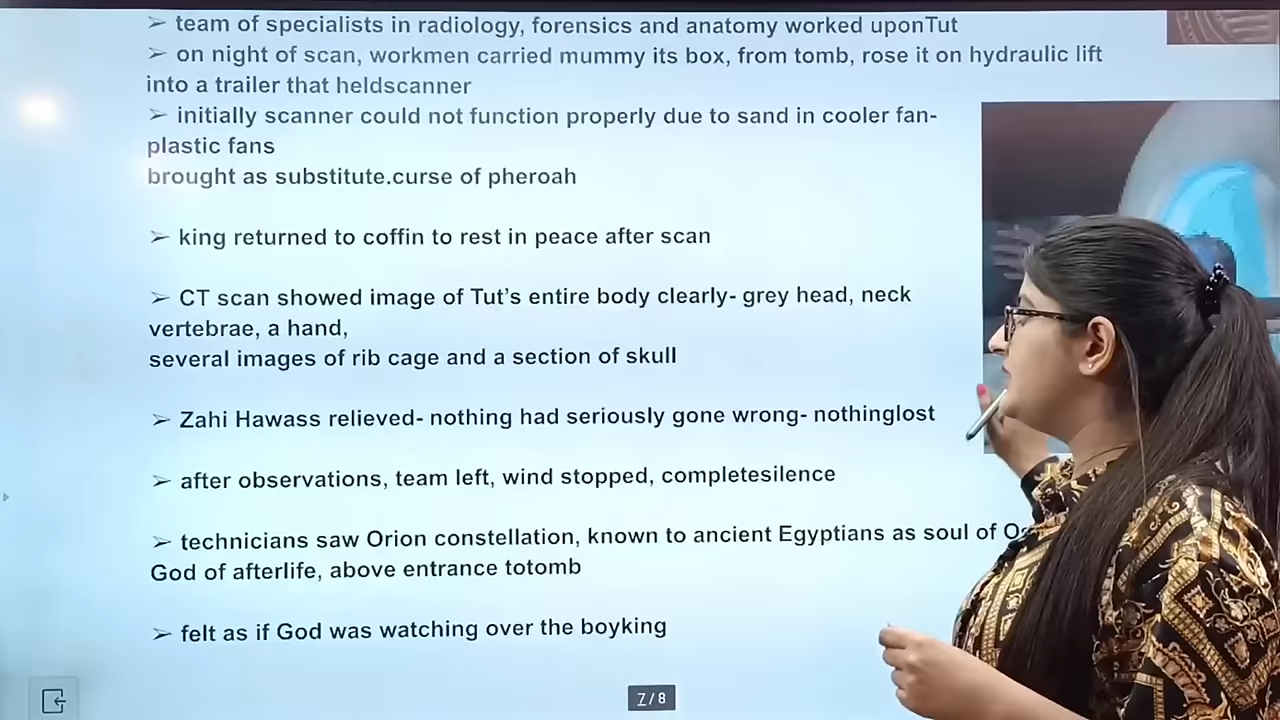 ➢ team of specialists in radiology, forensics and anatomy worked uponTut
➢ on night of scan, workmen carried mummy its box, from tomb, rose it on hydraulic lift
into a trailer that heldscanner
➢ initially scanner could not function properly due to sand in cooler fan-
plastic fans
brought as substitute.curse of pheroah
➢ king returned to coffin to rest in peace after scan
➢ CT scan showed image of Tut's entire body clearly- grey head, neck
vertebrae, a hand,
several images of rib cage and a section of skull
➢ Zahi Hawass relieved- nothing had seriously gone wrong- nothinglost
➢ after observations, team left, wind stopped, completesilence
➢ technicians saw Orion constellation, known to ancient Egyptians as soul of
God of afterlife, above entrance totomb
➢ felt as if God was watching over the boyking
7/8